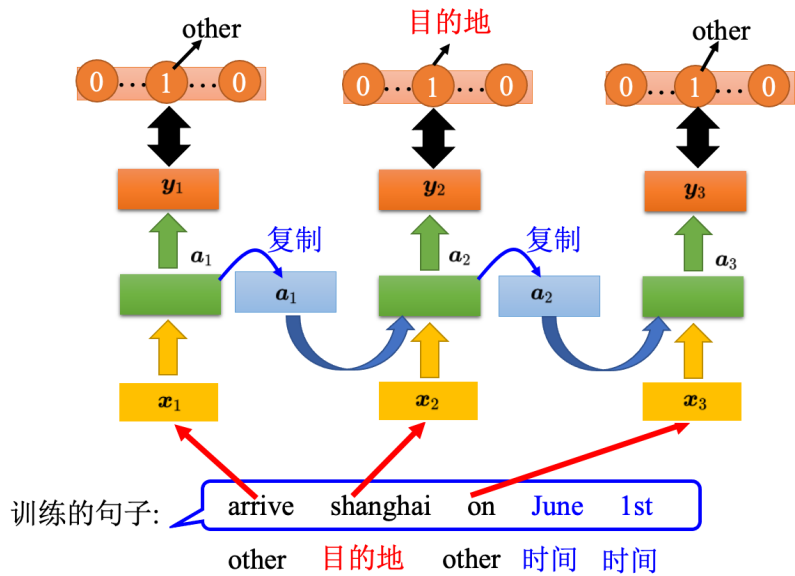 other 目的地 other
0 ... 1 ... 0 0 ... 1 ... 0 0 ... 1 ... 0
y₁ y₂ y₃
a₁ 复制 a₂ 复制 a₃
a₁ a₂
x₁ x₂ x₃
训练的句子: arrive shanghai on June 1st
other 目的地 other 时间 时间